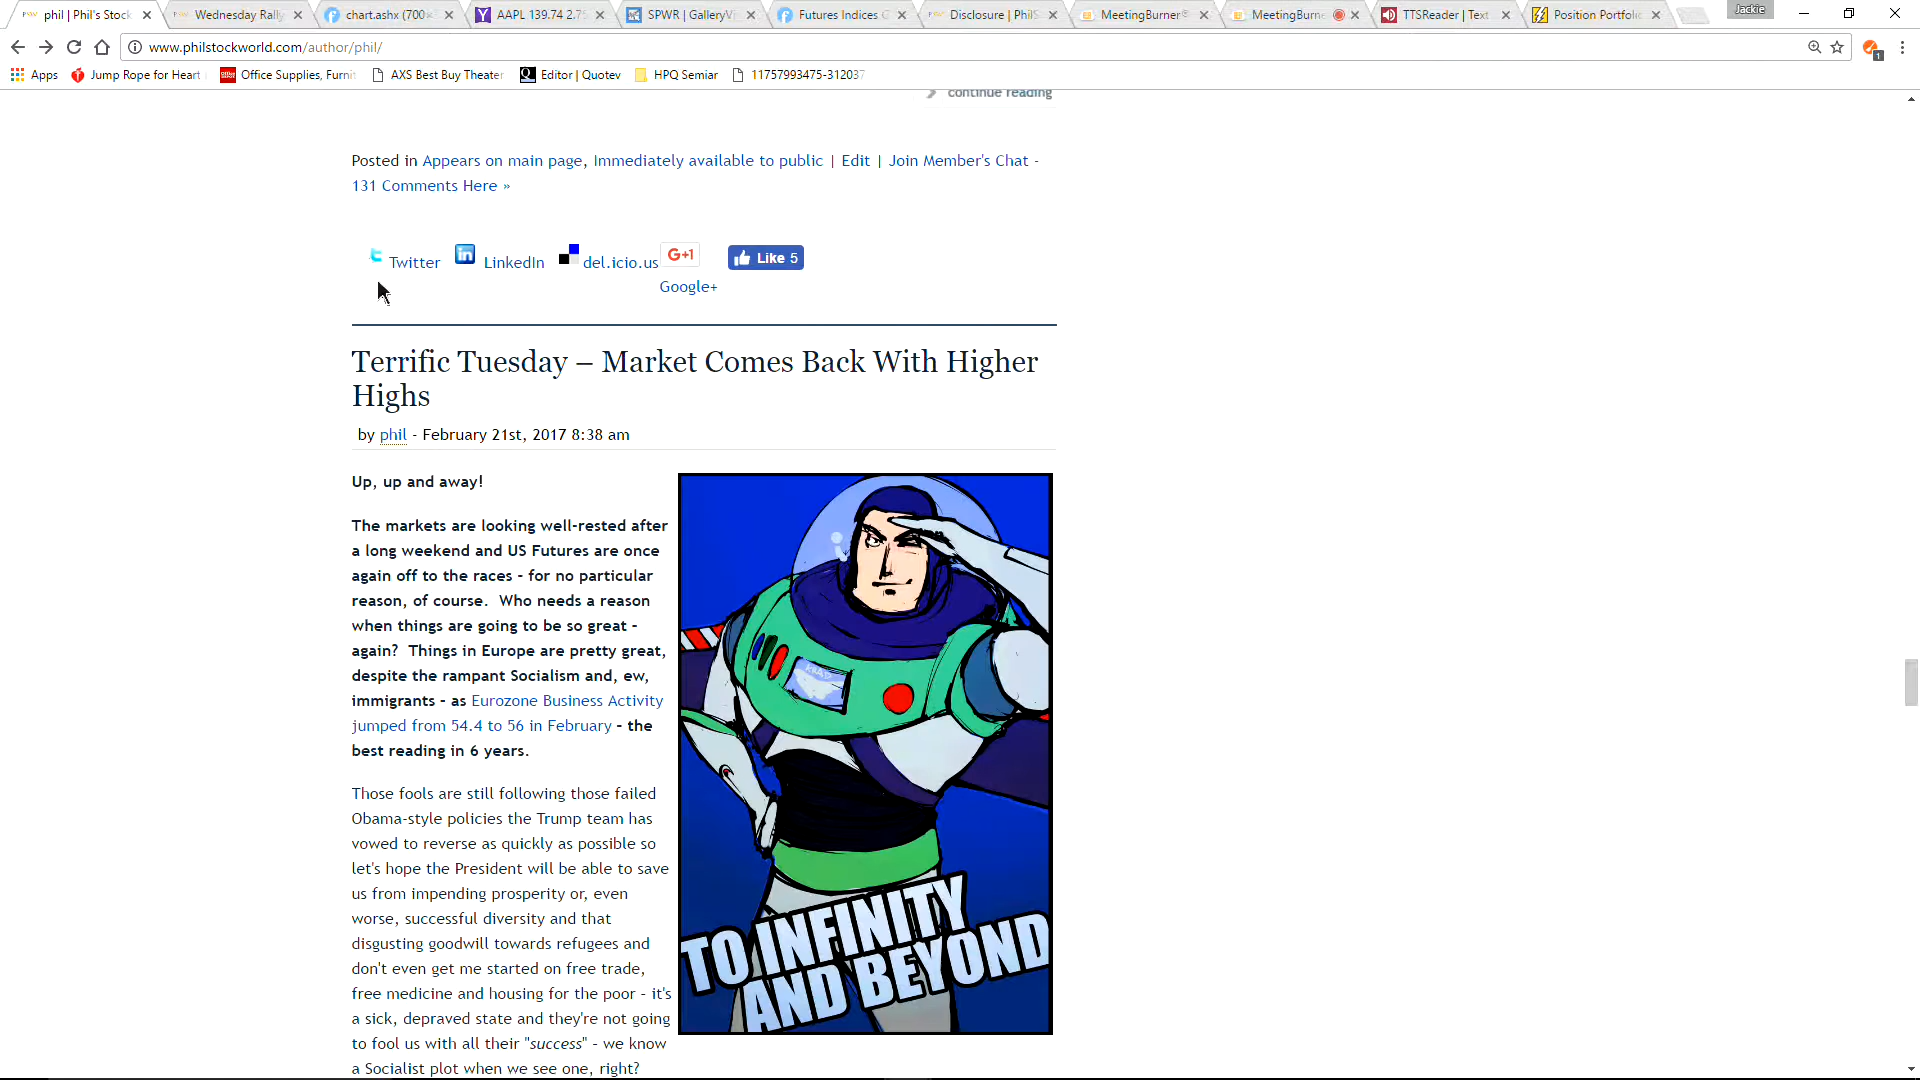 phil | Phil's Stock
Wednesday Rally
chart.ashx (700×
AAPL 139.74 2.7
SPWR | GalleryVi
Futures Indices
Disclosure | PhilS
MeetingBurner®
MeetingBurne
TTSReader | Text
Position Portfolio
Jackie
www.philstockworld.com/author/phil/
1
Apps
Jump Rope for Heart
Office Supplies, Furni
AXS Best Buy Theater
Editor | Quotev
HPQ Semiar
11757993475-312037
continue reading
Posted in Appears on main page, Immediately available to public | Edit | Join Member's Chat -
131 Comments Here »
Twitter
LinkedIn
del.icio.us
G+1
Google+
Like 5
Terrific Tuesday – Market Comes Back With Higher
Highs
by phil - February 21st, 2017 8:38 am
Up, up and away!
The markets are looking well-rested after
a long weekend and US Futures are once
again off to the races - for no particular
reason, of course. Who needs a reason
when things are going to be so great -
again? Things in Europe are pretty great,
despite the rampant Socialism and, ew,
immigrants - as Eurozone Business Activity
jumped from 54.4 to 56 in February - the
best reading in 6 years.
Those fools are still following those failed
Obama-style policies the Trump team has
vowed to reverse as quickly as possible so
let's hope the President will be able to save
us from impending prosperity or, even
worse, successful diversity and that
disgusting goodwill towards refugees and
don't even get me started on free trade,
free medicine and housing for the poor - it's
a sick, depraved state and they're not going
to fool us with all their "success" - we know
a Socialist plot when we see one, right?
TO INFINITY
AND BEYOND